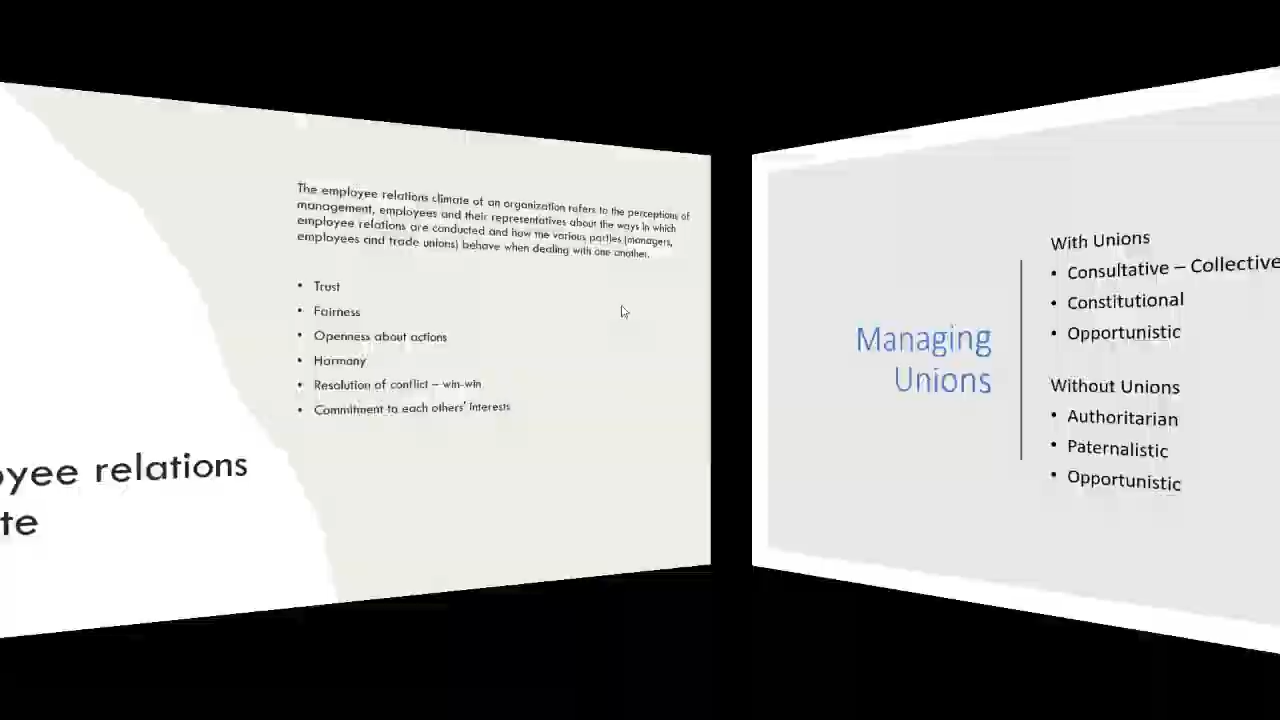 The employee relations climate of an organization refers to the perceptions of
management, employees and their representatives about the ways in which
employee relations are conducted and how the various parties (managers,
employees and trade unions) behave when dealing with one another.
• Trust
• Fairness
• Openness about actions
• Harmony
• Resolution of conflict – win-win
• Commitment to each others' interests
yee relations
te
Managing
Unions
With Unions
• Consultative – Collective
• Constitutional
• Opportunistic
Without Unions
• Authoritarian
• Paternalistic
• Opportunistic